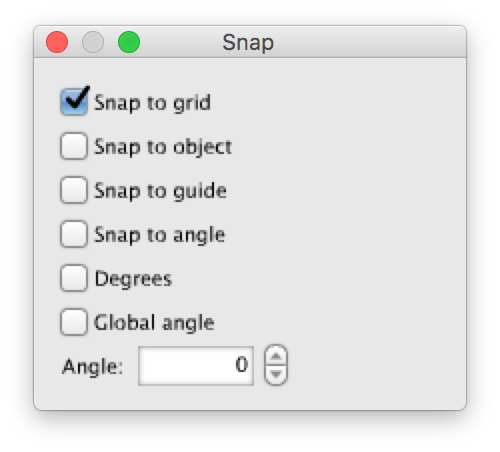 Snap
Snap to grid
Snap to object
Snap to guide
Snap to angle
Degrees
Global angle
Angle: 0